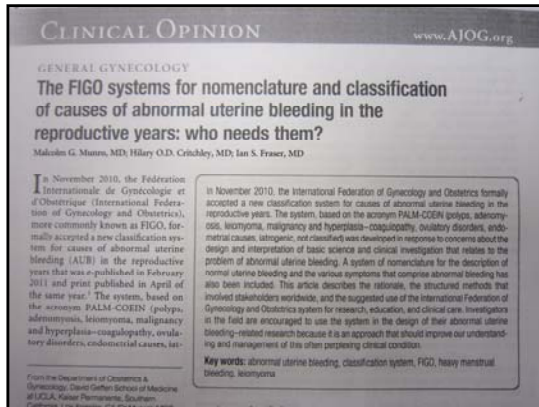 CLINICAL OPINION
www.AJOG.org
GENERAL GYNECOLOGY
The FIGO systems for nomenclature and classification
of causes of abnormal uterine bleeding in the
reproductive years: who needs them?
Malcolm G. Munro, MD; Hilary O.D. Critchley, MD; Ian S. Fraser, MD
In November 2010, the Fédération
Internationale de Gynécologie et
d'Obstétrique (International Federa-
tion of Gynecology and Obstetrics),
more commonly known as FIGO, for-
mally accepted a new classification sys-
tem for causes of abnormal uterine
bleeding (AUB) in the reproductive
years that was e-published in February
2011 and print published in April of
the same year.1 The system, based on
the acronym PALM-COEIN (polyps,
adenomyosis, leiomyoma, malignancy
and hyperplasia–coagulopathy, ovula-
tory disorders, endometrial causes, iat-
In November 2010, the International Federation of Gynecology and Obstetrics formally
accepted a new classification system for causes of abnormal uterine bleeding in the
reproductive years. The system, based on the acronym PALM-COEIN (polyps, adenomy-
osis, leiomyoma, malignancy and hyperplasia–coagulopathy, ovulatory disorders, endo-
metrial causes, iatrogenic, not classified) was developed in response to concerns about the
design and interpretation of basic science and clinical investigation that relates to the
problem of abnormal uterine bleeding. A system of nomenclature for the description of
normal uterine bleeding and the various symptoms that comprise abnormal bleeding has
also been included. This article describes the rationale, the structured methods that
involved stakeholders worldwide, and the suggested use of the International Federation of
Gynecology and Obstetrics system for research, education, and clinical care. Investigators
in the field are encouraged to use the system in the design of their abnormal uterine
bleeding–related research because it is an approach that should improve our understand-
ing and management of this often perplexing clinical condition.
Key words: abnormal uterine bleeding, classification system, FIGO, heavy menstrual
bleeding, leiomyoma
From the Department of Obstetrics &
Gynecology, David Geffen School of Medicine
at UCLA, Kaiser Permanente, Southern